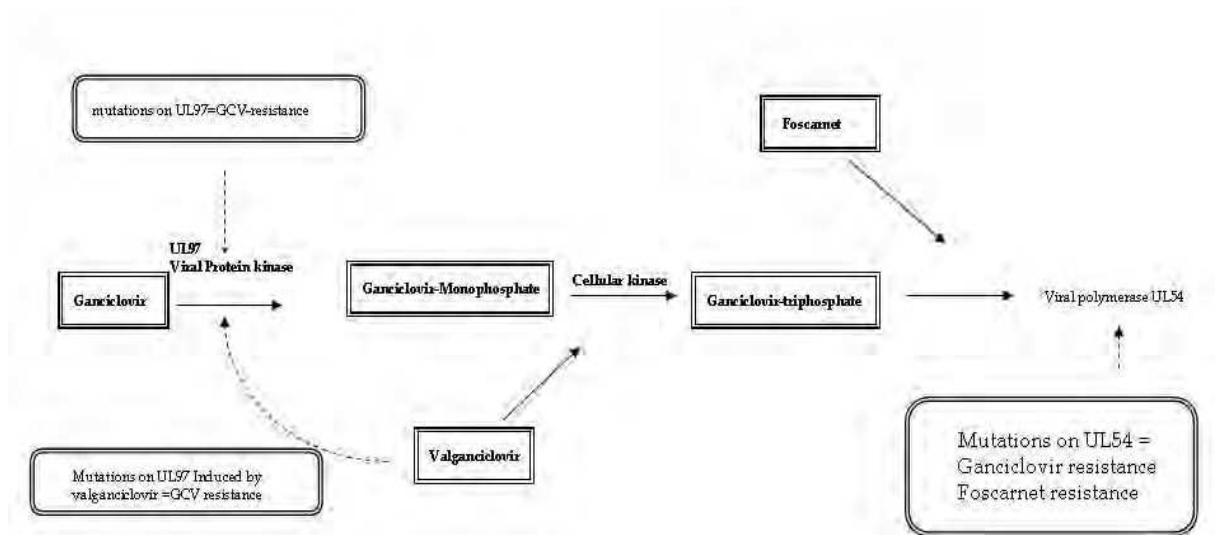 mutations on UL97=GCV-resistance
Foscarnet
UL97
Viral Protein kinase
Ganciclovir
Ganciclovir-Monophosphate
Cellular kinase
Ganciclovir-triphosphate
Viral polymerase UL54
Valganciclovir
Mutations on UL97 Induced by
valganciclovir =GCV resistance
Mutations on UL54 =
Ganciclovir resistance
Foscarnet resistance